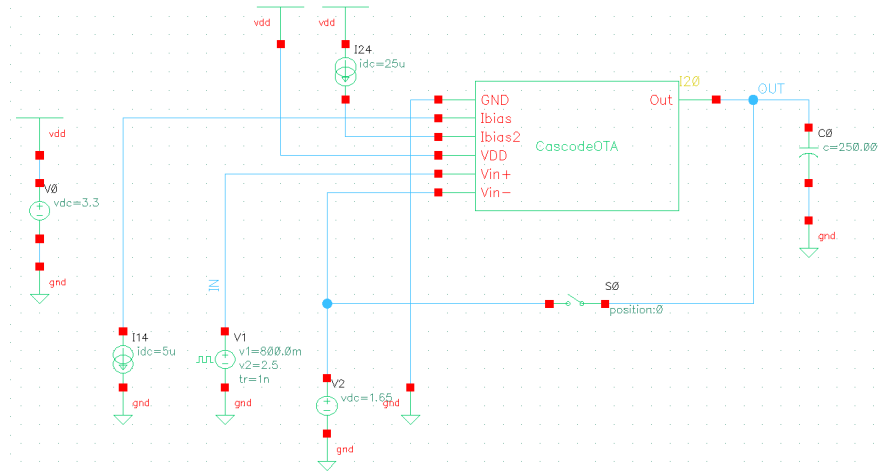 vdd
vdd
I24
idc=25u
I20
OUT
GND
Out
Ibias
Ibias2
CascodeOTA
VDD
Vin+
Vin-
C0
c=250.00
gnd
vdd
V0
vdc=3.3
gnd
IN
S0
position:0
I14
idc=5u
gnd
V1
v1=800.0m
v2=2.5
tr=1n
gnd
V2
vdc=1.65
gnd
gnd